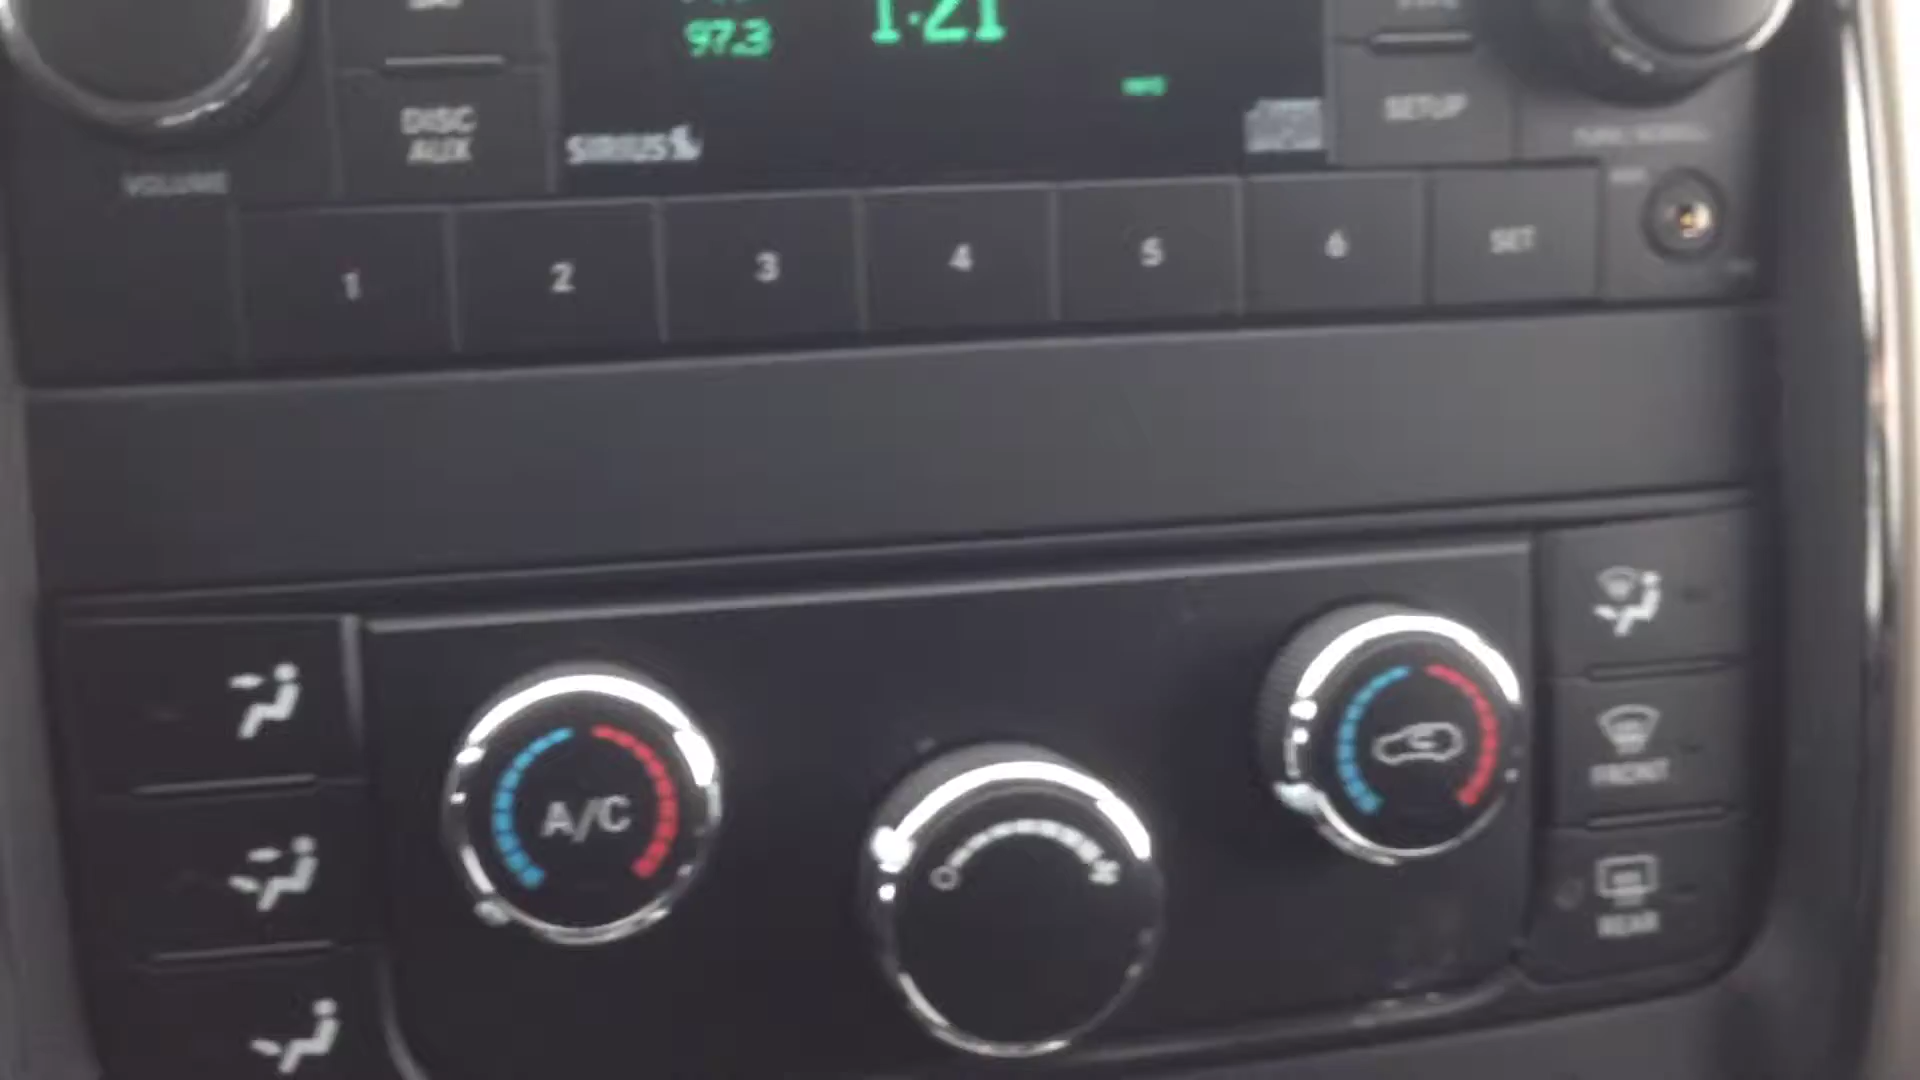 97.3
1:21
SETUP
DISC
AUX
SIRIUS
VOLUME
1
2
3
4
5
6
SET
A/C
FRONT
REAR